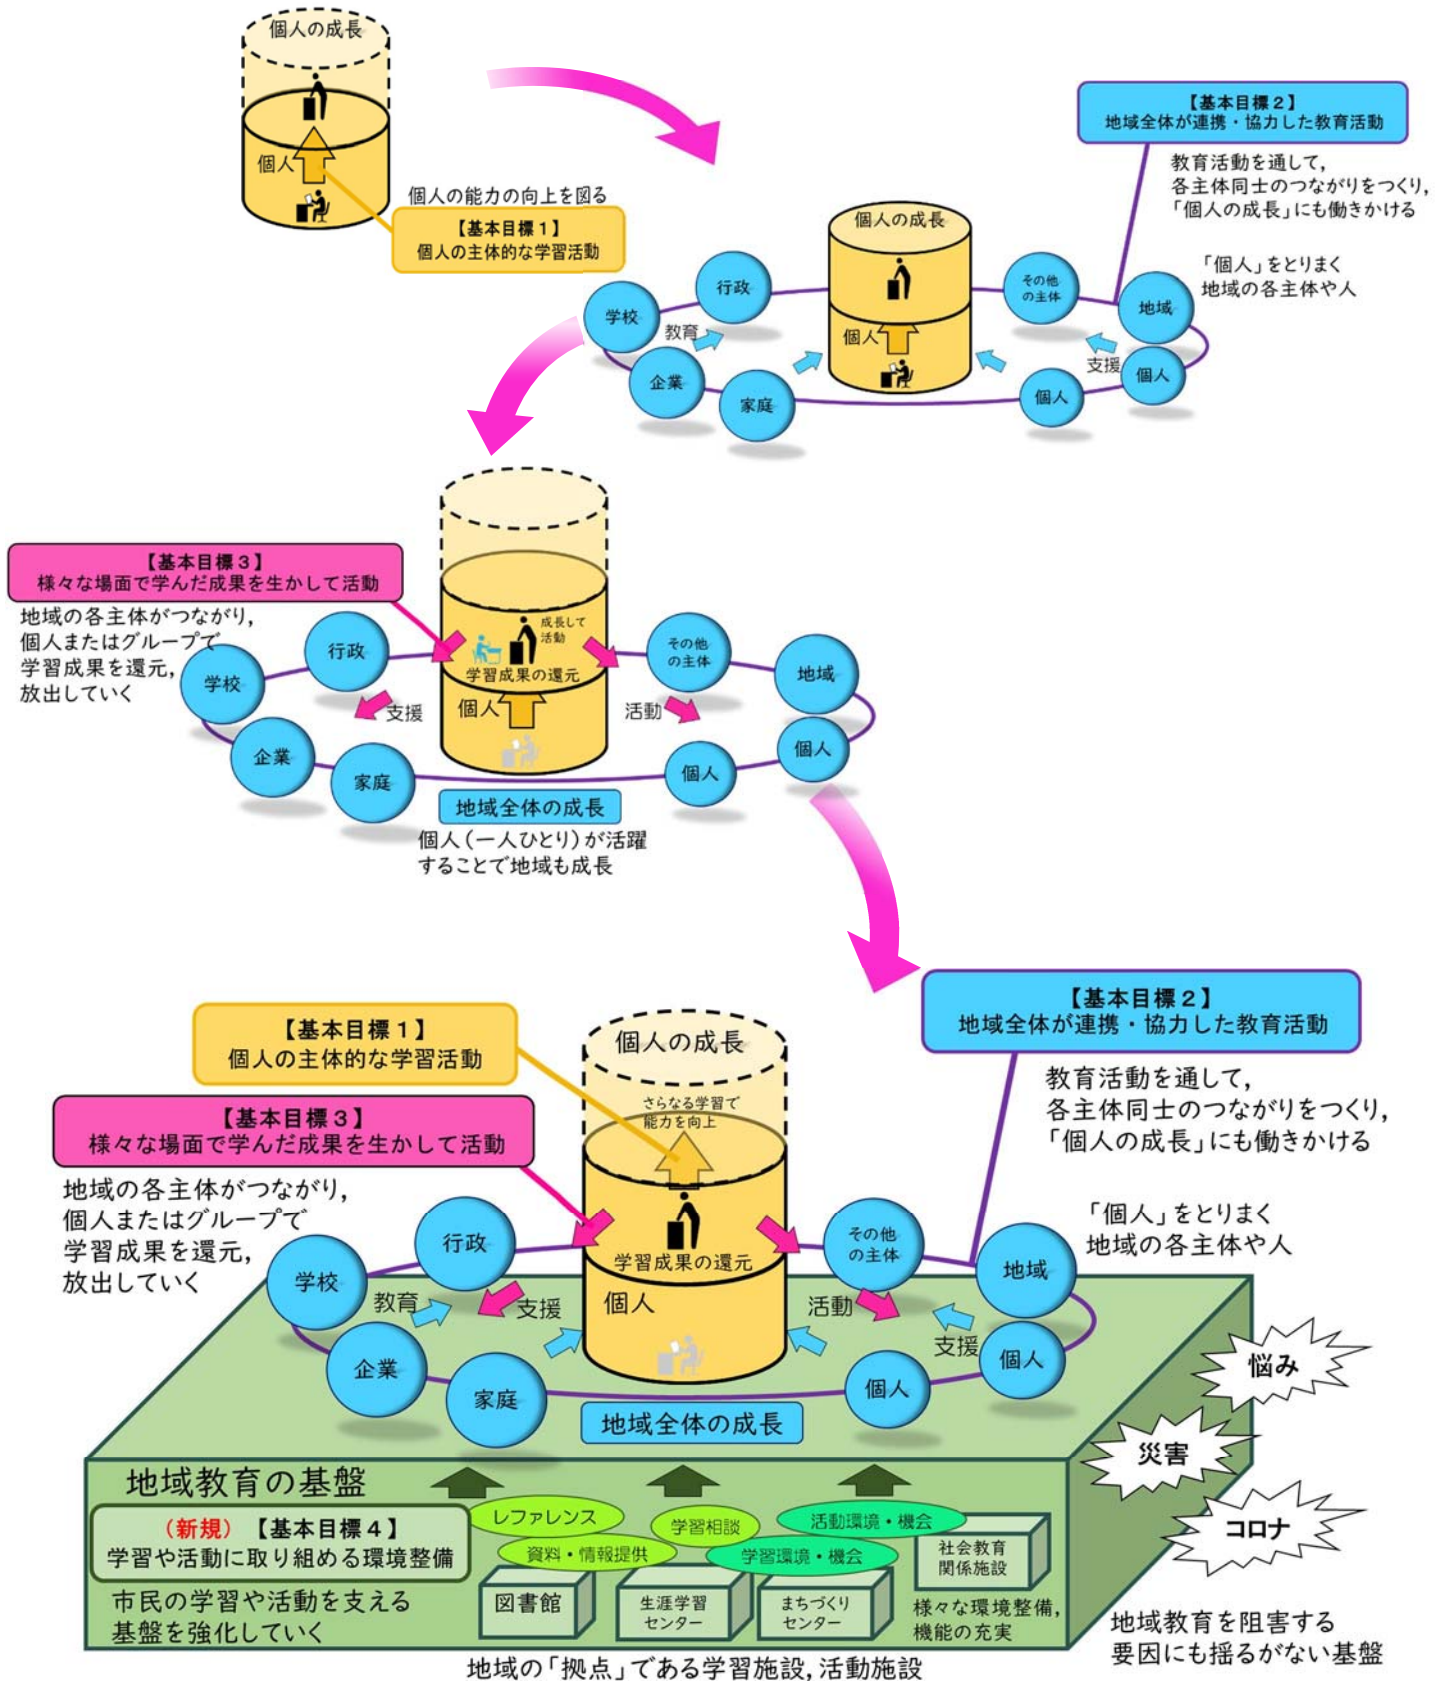 個人の成長
個人
個人の能力の向上を図る
【基本目標１】
個人の主体的な学習活動
【基本目標２】
地域全体が連携・協力した教育活動
教育活動を通して，
各主体同士のつながりをつくり，
「個人の成長」にも働きかける
「個人」をとりまく
地域の各主体や人
個人の成長
個人
学校
行政
その他
の主体
地域
教育
支援
企業
家庭
個人
個人
【基本目標３】
様々な場面で学んだ成果を生かして活動
地域の各主体がつながり，
個人またはグループで
学習成果を還元，
放出していく
成長して
活動
学習成果の還元
個人
学校
行政
その他
の主体
地域
支援
活動
企業
家庭
個人
個人
地域全体の成長
個人（一人ひとり）が活躍
することで地域も成長
【基本目標１】
個人の主体的な学習活動
【基本目標３】
様々な場面で学んだ成果を生かして活動
地域の各主体がつながり，
個人またはグループで
学習成果を還元，
放出していく
個人の成長
さらなる学習で
能力を向上
学習成果の還元
個人
【基本目標２】
地域全体が連携・協力した教育活動
教育活動を通して，
各主体同士のつながりをつくり，
「個人の成長」にも働きかける
「個人」をとりまく
地域の各主体や人
学校
行政
その他
の主体
地域
教育
支援
活動
支援
企業
家庭
個人
個人
地域全体の成長
悩み
災害
コロナ
地域教育の基盤
（新規）【基本目標４】
学習や活動に取り組める環境整備
市民の学習や活動を支える
基盤を強化していく
レファレンス
資料・情報提供
学習相談
活動環境・機会
学習環境・機会
図書館
生涯学習
センター
まちづくり
センター
社会教育
関係施設
様々な環境整備，
機能の充実
地域教育を阻害する
要因にも揺るがない基盤
地域の「拠点」である学習施設，活動施設